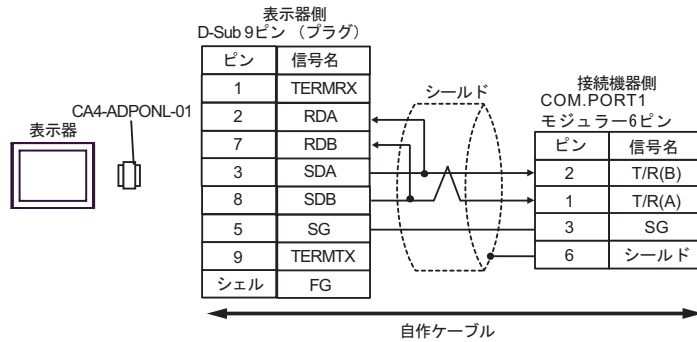 表示器側
D-Sub 9ピン （プラグ）
ピン 信号名
1 TERMRX
2 RDA
7 RDB
3 SDA
8 SDB
5 SG
9 TERMTX
シェル FG
CA4-ADPONL-01
表示器
シールド
接続機器側
COM.PORT1
モジュラー6ピン
ピン 信号名
2 T/R(B)
1 T/R(A)
3 SG
6 シールド
自作ケーブル